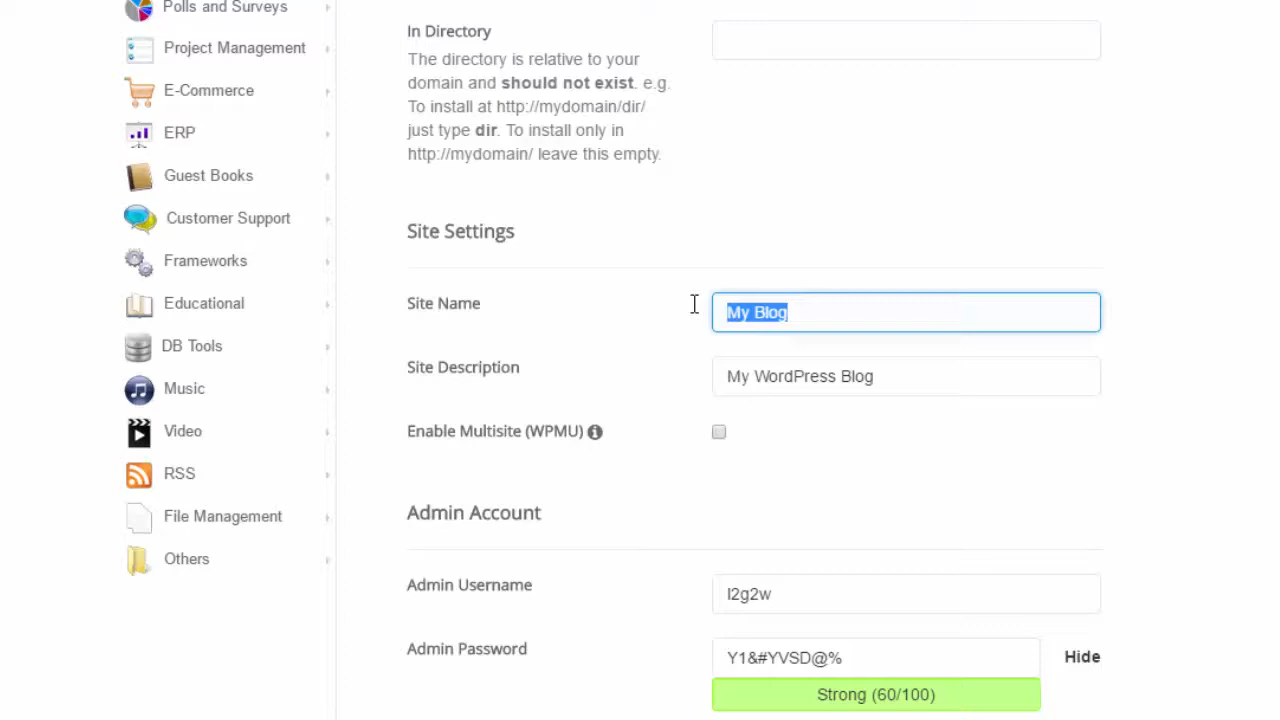 Polls and Surveys
Project Management
E-Commerce
ERP
Guest Books
Customer Support
Frameworks
Educational
DB Tools
Music
Video
RSS
File Management
Others
In Directory
The directory is relative to your
domain and should not exist. e.g.
To install at http://mydomain/dir/
just type dir. To install only in
http://mydomain/ leave this empty.
Site Settings
Site Name
My Blog
Site Description
My WordPress Blog
Enable Multisite (WPMU)
Admin Account
Admin Username
l2g2w
Admin Password
Y1&#YVSD@%
Hide
Strong (60/100)